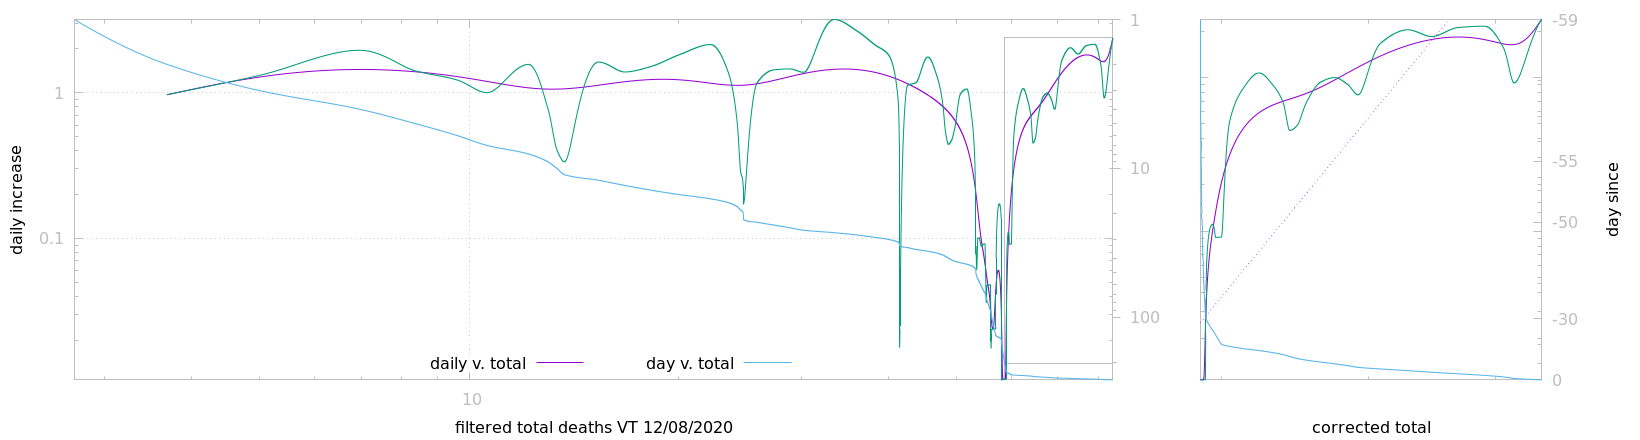 1
0.1
daily increase
10
daily v. total
day v. total
filtered total deaths VT 12/08/2020
1
10
100
-59
-55
-50
-30
0
day since
corrected total